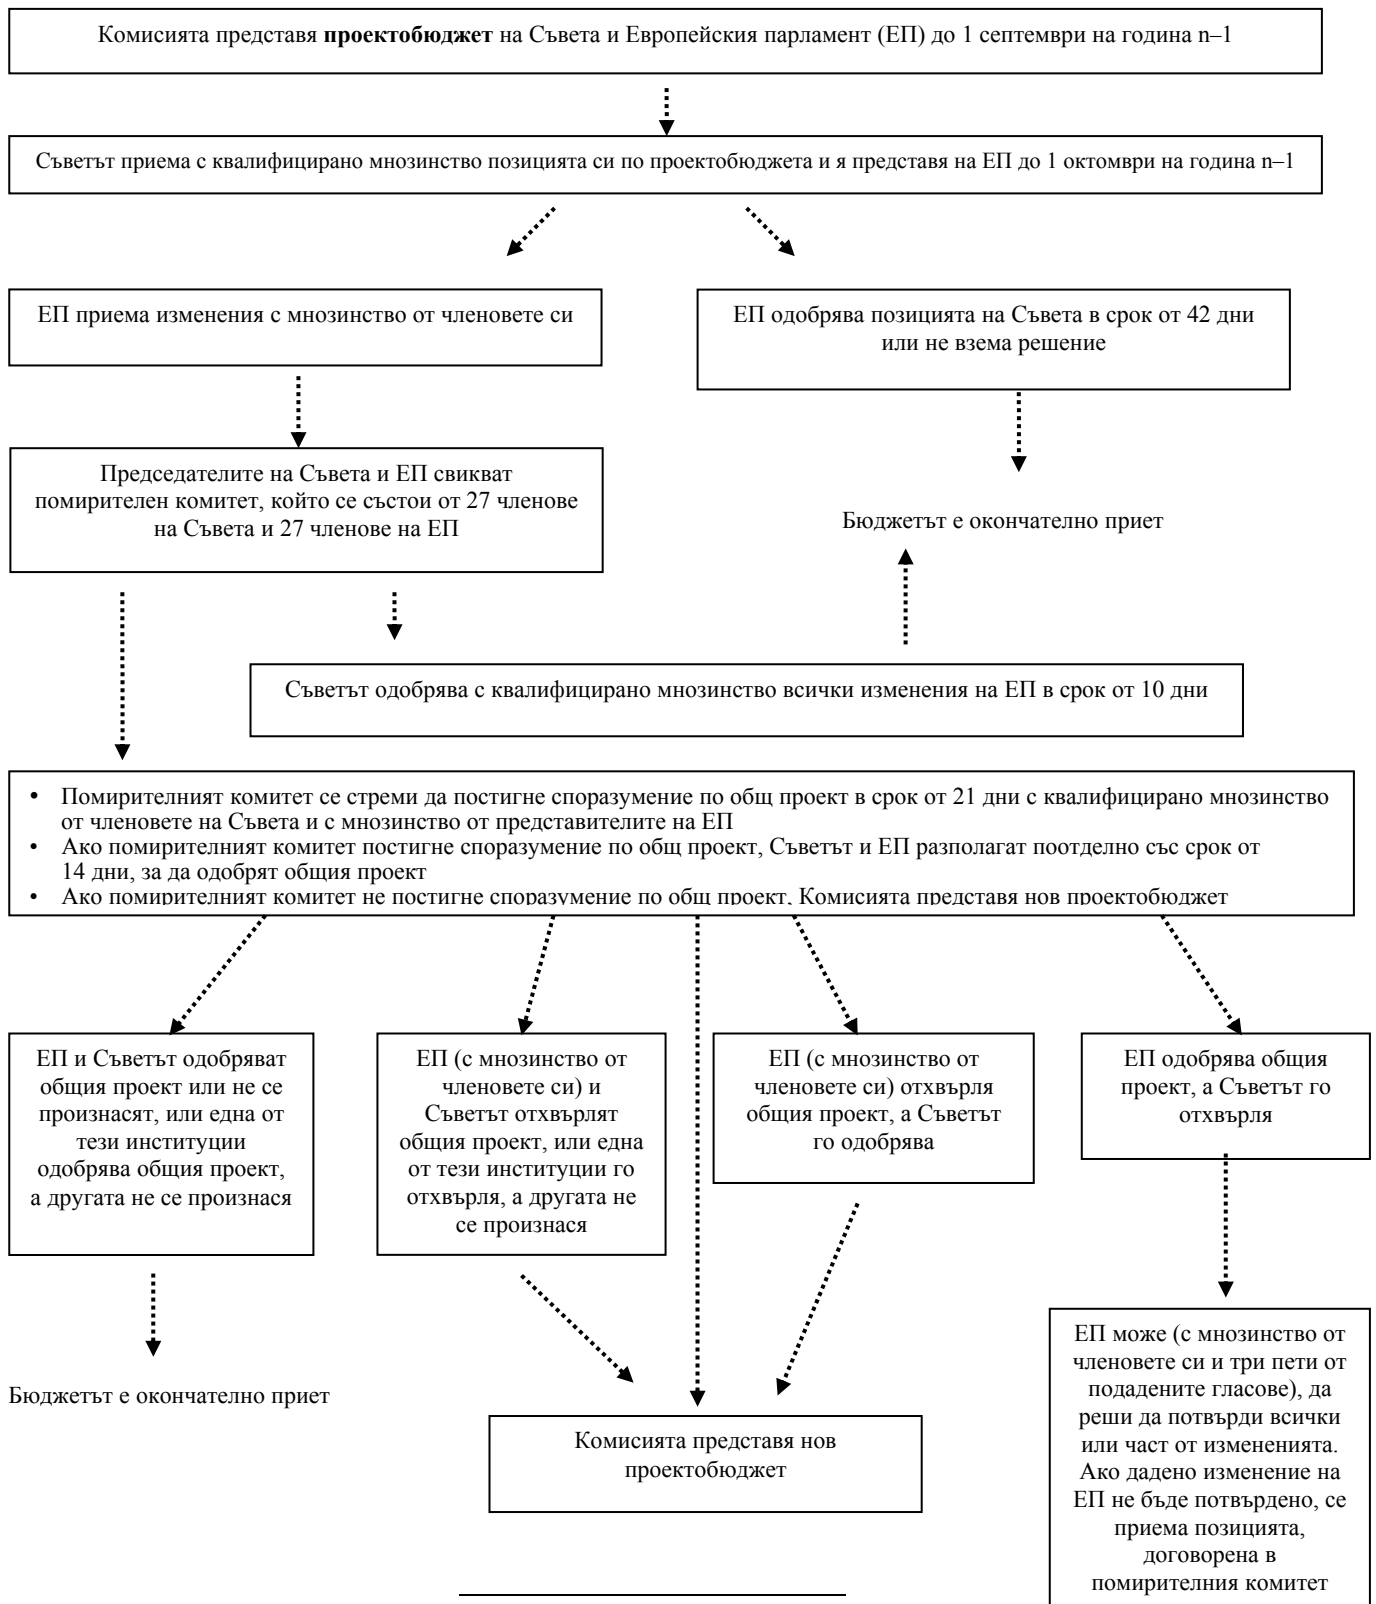 Комисията представя проектобюджет на Съвета и Европейския парламент (ЕП) до 1 септември на година n–1
Съветът приема с квалифицирано мнозинство позицията си по проектобюджета и я представя на ЕП до 1 октомври на година n–1
ЕП приема изменения с мнозинство от членовете си
ЕП одобрява позицията на Съвета в срок от 42 дни
или не взема решение
Председателите на Съвета и ЕП свикват
помирителен комитет, който се състои от 27 членове
на Съвета и 27 членове на ЕП
Бюджетът е окончателно приет
Съветът одобрява с квалифицирано мнозинство всички изменения на ЕП в срок от 10 дни
• Помирителният комитет се стреми да постигне споразумение по общ проект в срок от 21 дни с квалифицирано мнозинство
от членовете на Съвета и с мнозинство от представителите на ЕП
• Ако помирителният комитет постигне споразумение по общ проект, Съветът и ЕП разполагат поотделно със срок от
14 дни, за да одобрят общия проект
• Ако помирителният комитет не постигне споразумение по общ проект, Комисията представя нов проектобюджет
ЕП и Съветът одобряват
общия проект или не се
произнасят, или една от
тези институции
одобрява общия проект,
а другата не се произнася
ЕП (с мнозинство от
членовете си) и
Съветът отхвърлят
общия проект, или една
от тези институции го
отхвърля, а другата не
се произнася
ЕП (с мнозинство от
членовете си) отхвърля
общия проект, а Съветът
го одобрява
ЕП одобрява общия
проект, а Съветът го
отхвърля
Бюджетът е окончателно приет
Комисията представя нов
проектобюджет
ЕП може (с мнозинство от
членовете си и три пети от
подадените гласове), да
реши да потвърди всички
или част от измененията.
Ако дадено изменение на
ЕП не бъде потвърдено, се
приема позицията,
договорена в
помирителния комитет